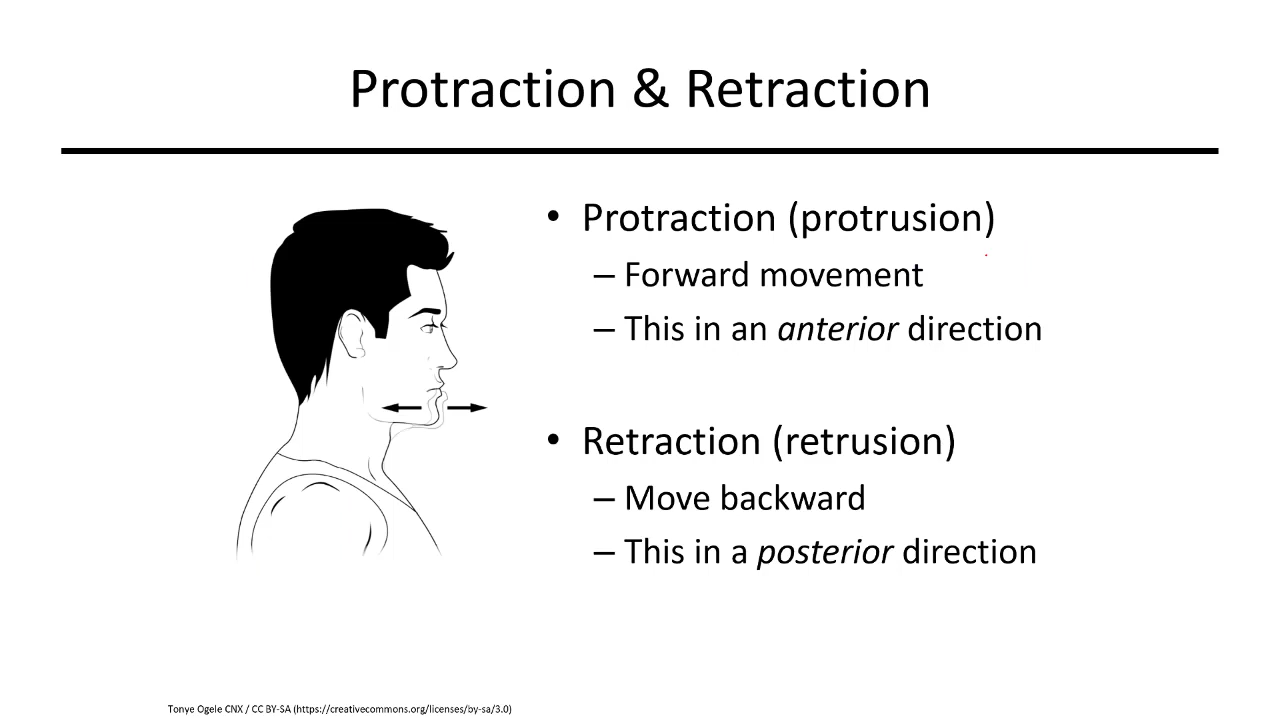 Protraction & Retraction
• Protraction (protrusion)
– Forward movement
– This in an anterior direction
• Retraction (retrusion)
– Move backward
– This in a posterior direction
Tonye Ogele CNX / CC BY-SA (https://creativecommons.org/licenses/by-sa/3.0)